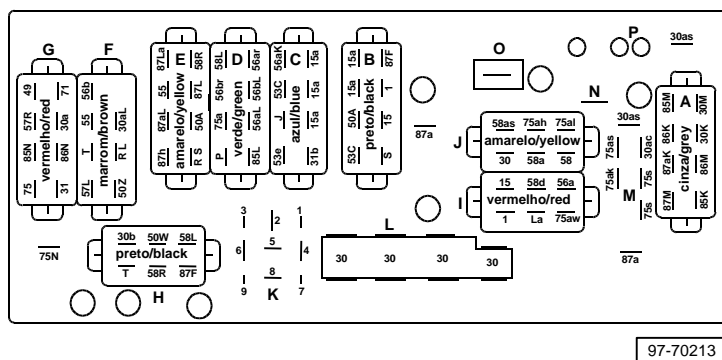 G
F
49
71
57R
30a
85N
86N
75
31
vermelho/red
56b
55
30aL
T
R L
57L
50Z
marrom/brown
E
87La
58R
55
87L
87aL
50A
87h
R S
amarelo/yellow
D
58L
56ar
56br
56bL
75a
56aL
P
85L
verde/green
C
56aK
15a
53C
15a
J
15a
53e
31b
azul/blue
B
15a
87F
15a
1
50A
15
53C
S
preto/black
87a
O
P
30as
N
30as
87a
J
58as 75ah 75al
amarelo/yellow
30 58a 58
I
15 58d 56a
vermelho/red
1 La 75aw
75as
30ac
75ak
75s
75s
M
87a
A
85M
30M
86K
30K
87aK
86M
87M
85K
cinza/grey
75N
30b 50W 58L
preto/black
T 58R 87F
H
3 2 1
6 5 4
8
9 K 7
L
30 30 30 30
97-70213